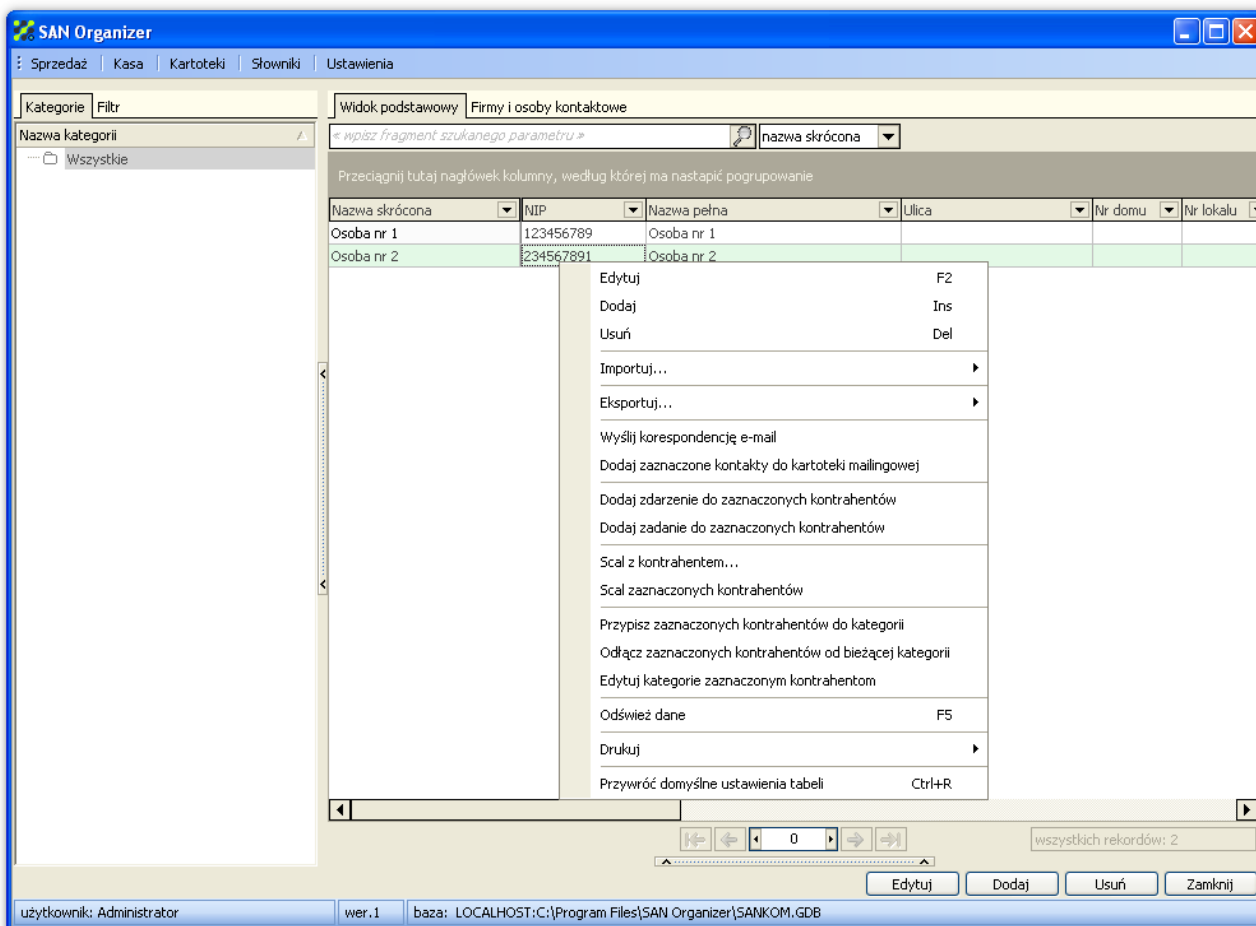 SAN Organizer
Sprzedaż Kasa Kartoteki Słowniki Ustawienia
Kategorie Filtr
Widok podstawowy Firmy i osoby kontaktowe
Nazwa kategorii
« wpisz fragment szukanego parametru » nazwa skrócona
Wszystkie
Przeciągnij tutaj nagłówek kolumny, według której ma nastapić pogrupowanie
Nazwa skrócona NIP Nazwa pełna Ulica Nr domu Nr lokalu
Osoba nr 1 123456789 Osoba nr 1
Osoba nr 2 234567891 Osoba nr 2
Edytuj F2
Dodaj Ins
Usuń Del
Importuj...
Eksportuj...
Wyślij korespondencję e-mail
Dodaj zaznaczone kontakty do kartoteki mailingowej
Dodaj zdarzenie do zaznaczonych kontrahentów
Dodaj zadanie do zaznaczonych kontrahentów
Scal z kontrahentem...
Scal zaznaczonych kontrahentów
Przypisz zaznaczonych kontrahentów do kategorii
Odłącz zaznaczonych kontrahentów od bieżącej kategorii
Edytuj kategorie zaznaczonym kontrahentom
Odśwież dane F5
Drukuj
Przywróć domyślne ustawienia tabeli Ctrl+R
0 wszystkich rekordów: 2
Edytuj Dodaj Usuń Zamknij
użytkownik: Administrator wer.1 baza: LOCALHOST:C:\Program Files\SAN Organizer\SANKOM.GDB